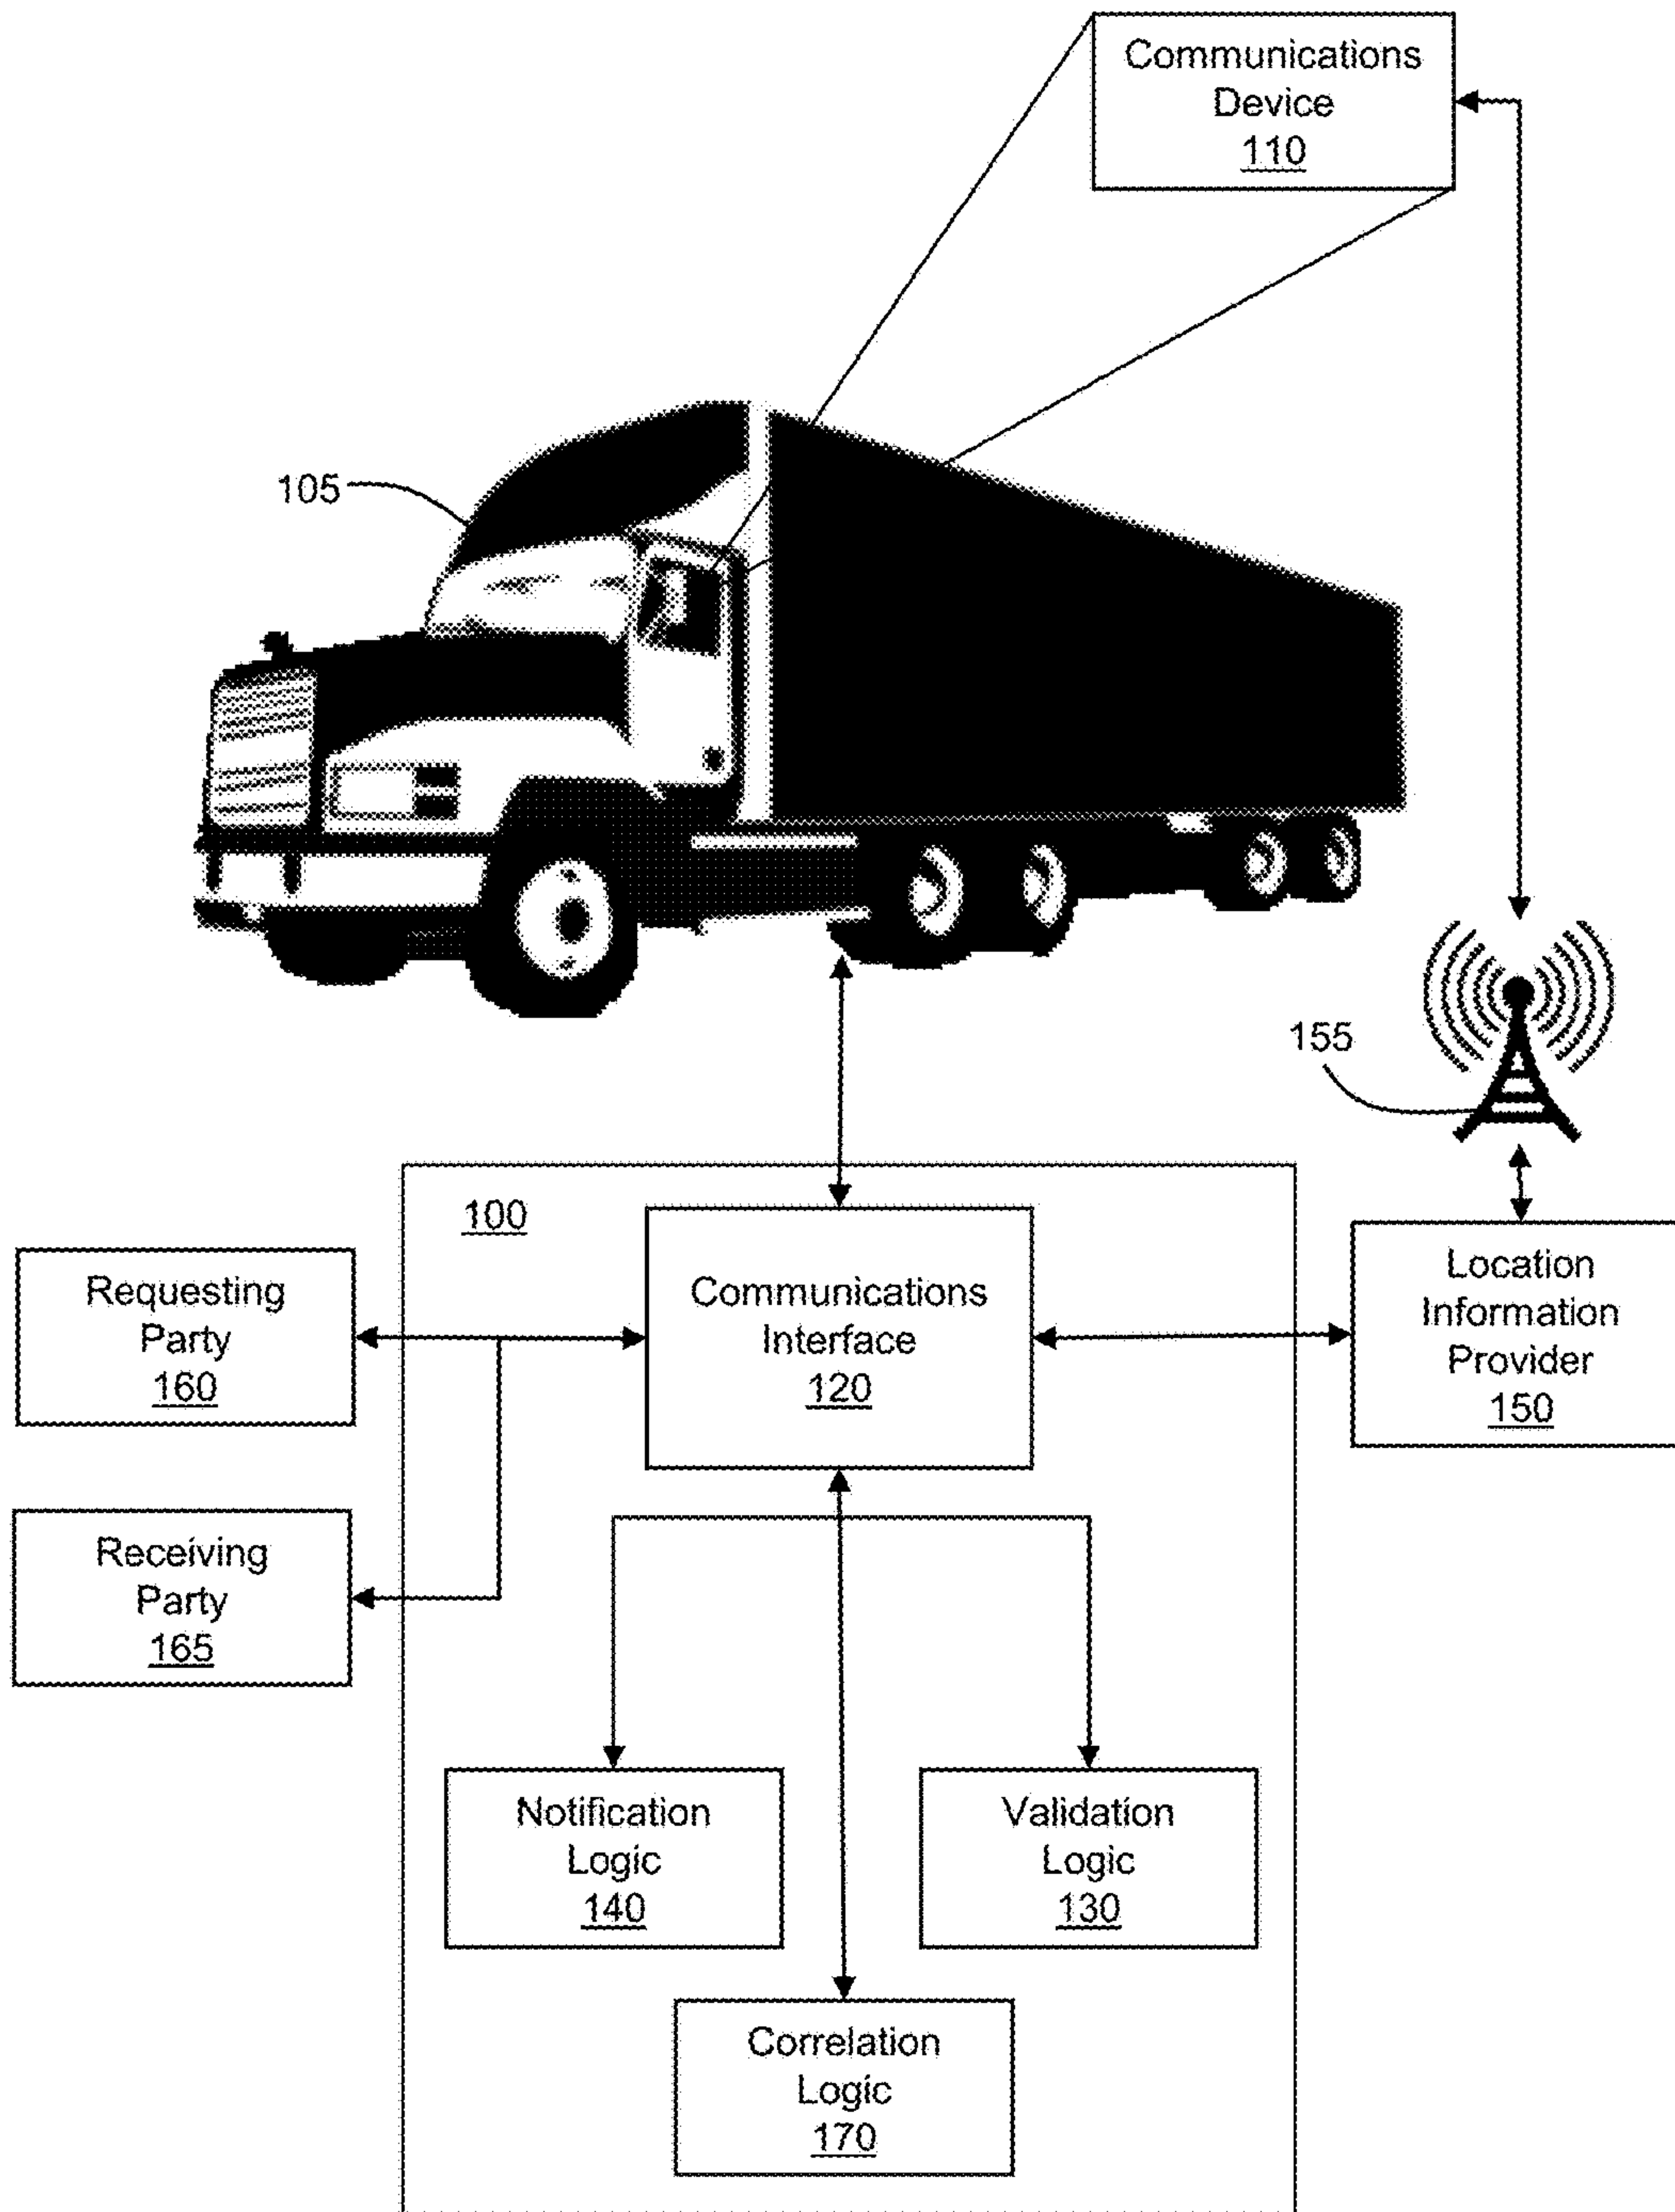 Communications
Device
110
105
155
100
Requesting
Party
160
Communications
Interface
120
Location
Information
Provider
150
Receiving
Party
165
Notification
Logic
140
Validation
Logic
130
Correlation
Logic
170